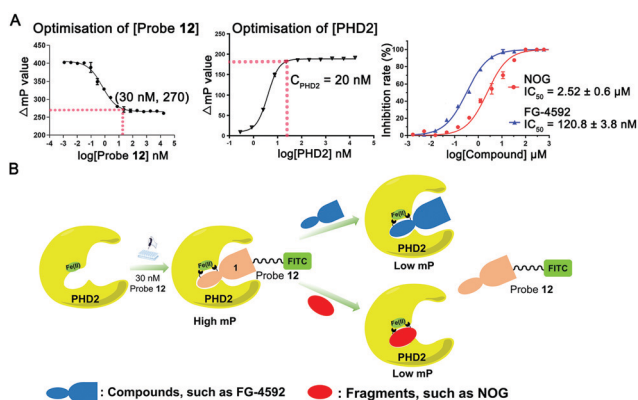 A
Optimisation of [Probe 12]
450
400
350
300
250
200
(30 nM, 270)
-4 -3 -2 -1 0 1 2 3 4 5
△mP value
log[Probe 12] nM
Optimisation of [PHD2]
200
150
100
50
0
C PHD2 = 20 nM
-1 0 1 2 3 4
△mP value
log[PHD2] nM
100
80
60
40
20
0
NOG
IC50 = 2.52 ± 0.6 μM
FG-4592
IC50 = 120.8 ± 3.8 nM
-3 -2 -1 0 1 2 3
Inhibition rate (%)
log[Compound] μM
B
Fe(II)
PHD2
30 nM
Probe 12
Fe(II)
1
FITC
PHD2
Probe 12
High mP
Fe(II)
PHD2
Low mP
FITC
Probe 12
Fe(II)
PHD2
Low mP
: Compounds, such as FG-4592
: Fragments, such as NOG